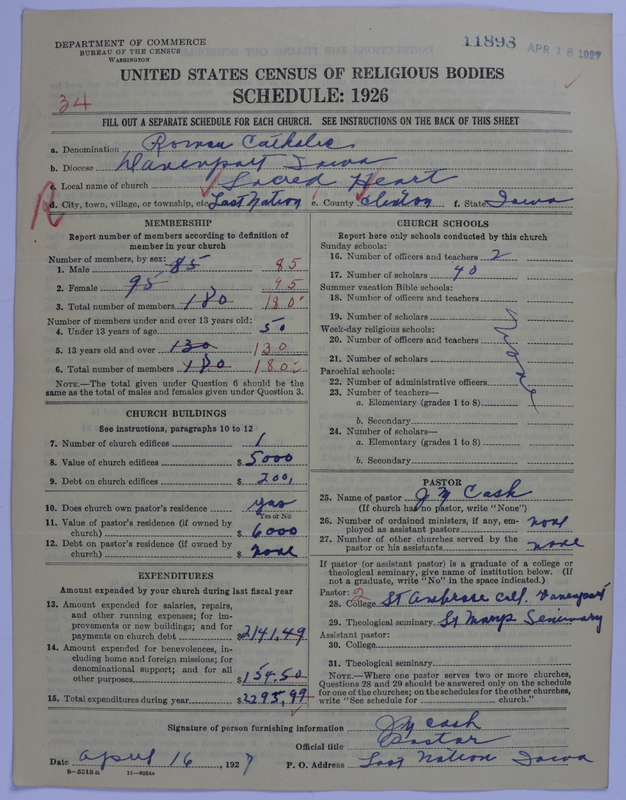 DEPARTMENT OF COMMERCE
BUREAU OF THE CENSUS
WASHINGTON
11898 APR 18 1927
UNITED STATES CENSUS OF RELIGIOUS BODIES
SCHEDULE: 1926
34
FILL OUT A SEPARATE SCHEDULE FOR EACH CHURCH. SEE INSTRUCTIONS ON THE BACK OF THIS SHEET
a. Denomination Roman Catholic
b. Diocese Davenport Iowa
c. Local name of church Sacred Heart
d. City, town, village, or township, etc Lost Nation e. County Clinton f. State Iowa
R
MEMBERSHIP
Report number of members according to definition of
member in your church
Number of members, by sex:
1. Male 85 85
2. Female 95 95
3. Total number of members 180 180
Number of members under and over 13 years old:
4. Under 13 years of age 50
5. 13 years old and over 130 130
6. Total number of members 180 180
NOTE.—The total given under Question 6 should be the
same as the total of males and females given under Question 3.
CHURCH BUILDINGS
See instructions, paragraphs 10 to 12
7. Number of church edifices 1
8. Value of church edifices $ 5000
9. Debt on church edifices $ 200,
10. Does church own pastor's residence yes
Yes or No
11. Value of pastor's residence (if owned by
church) $ 6000
12. Debt on pastor's residence (if owned by
church) $ none
EXPENDITURES
Amount expended by your church during last fiscal year
13. Amount expended for salaries, repairs,
and other running expenses; for im-
provements or new buildings; and for
payments on church debt $2141,49
14. Amount expended for benevolences, in-
cluding home and foreign missions; for
denominational support; and for all
other purposes $154.50
15. Total expenditures during year $2295,99
CHURCH SCHOOLS
Report here only schools conducted by this church
Sunday schools:
16. Number of officers and teachers 2
17. Number of scholars 40
Summer vacation Bible schools:
18. Number of officers and teachers
19. Number of scholars
Week-day religious schools:
20. Number of officers and teachers
21. Number of scholars
none
Parochial schools:
22. Number of administrative officers
23. Number of teachers—
a. Elementary (grades 1 to 8)
b. Secondary
24. Number of scholars—
a. Elementary (grades 1 to 8)
b. Secondary
PASTOR
25. Name of pastor J M Cash
(If church has no pastor, write "None")
26. Number of ordained ministers, if any, em-
ployed as assistant pastors none
27. Number of other churches served by the
pastor or his assistants none
If pastor (or assistant pastor) is a graduate of a college or
theological seminary, give name of institution below. (If
not a graduate, write "No" in the space indicated.)
Pastor: 2
28. College St Ambrose Coll. Davenport
29. Theological seminary St Marys Seminary
Assistant pastor:
30. College
31. Theological seminary
NOTE.—Where one pastor serves two or more churches,
Questions 28 and 29 should be answered only on the schedule
for one of the churches; on the schedules for the other churches,
write "See schedule for church."
Signature of person furnishing information J M Cash
Official title Pastor
Date April 16, 1927 P. O. Address Lost Nation Iowa
8—5518a 11—9054